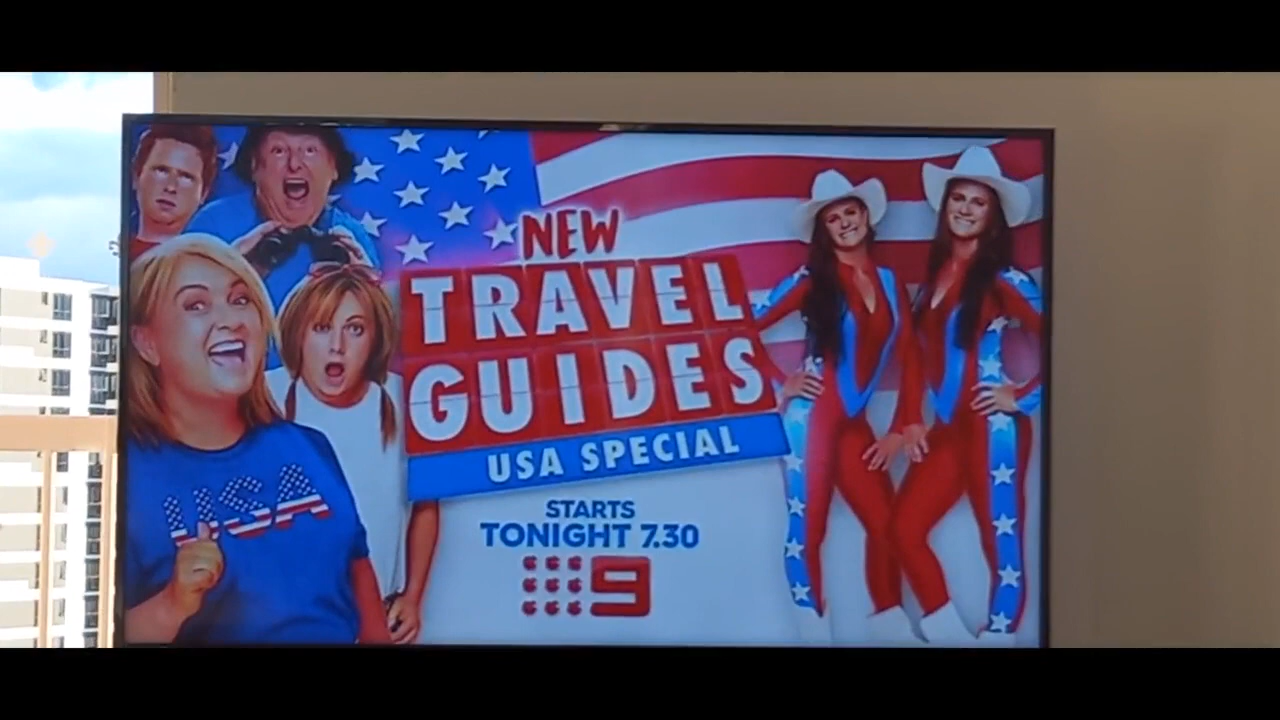 NEW
TRAVEL
GUIDES
USA SPECIAL
USA
STARTS
TONIGHT 7.30
9